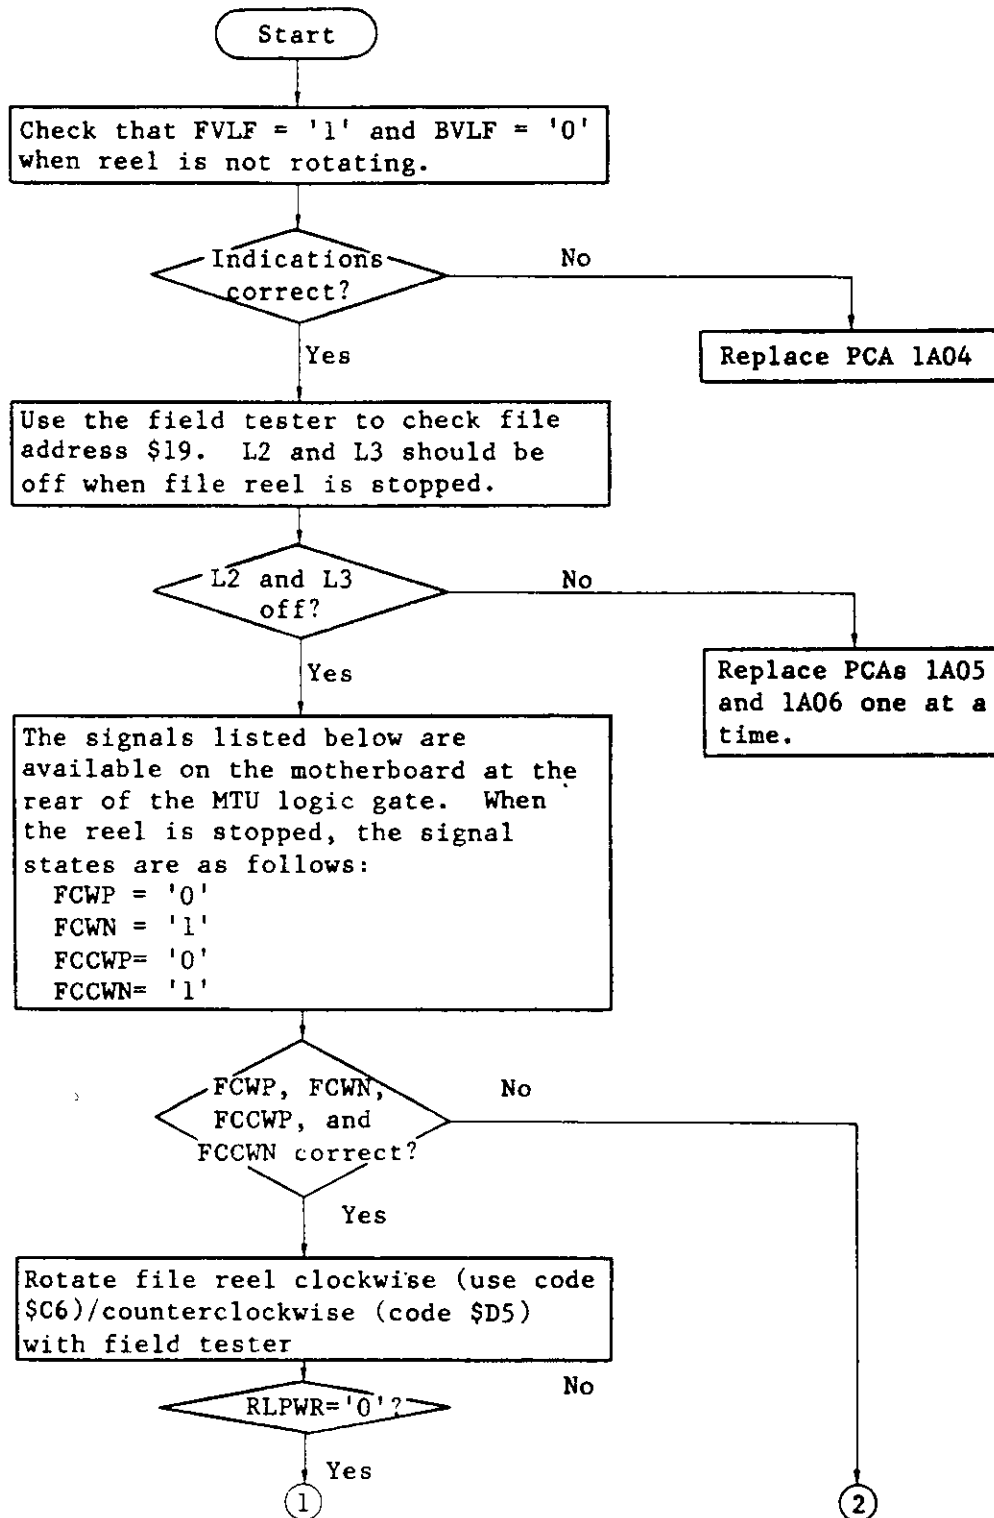 Start
Check that FVLF = '1' and BVLF = '0'
when reel is not rotating.
Indications
correct?
No
Yes
Replace PCA 1A04
Use the field tester to check file
address $19. L2 and L3 should be
off when file reel is stopped.
L2 and L3
off?
No
Yes
Replace PCAs 1A05
and 1A06 one at a
time.
The signals listed below are
available on the motherboard at the
rear of the MTU logic gate. When
the reel is stopped, the signal
states are as follows:
FCWP = '0'
FCWN = '1'
FCCWP= '0'
FCCWN= '1'
FCWP, FCWN,
FCCWP, and
FCCWN correct?
No
Yes
Rotate file reel clockwise (use code
$C6)/counterclockwise (code $D5)
with field tester
No
RLPWR='0'?
Yes
1
2